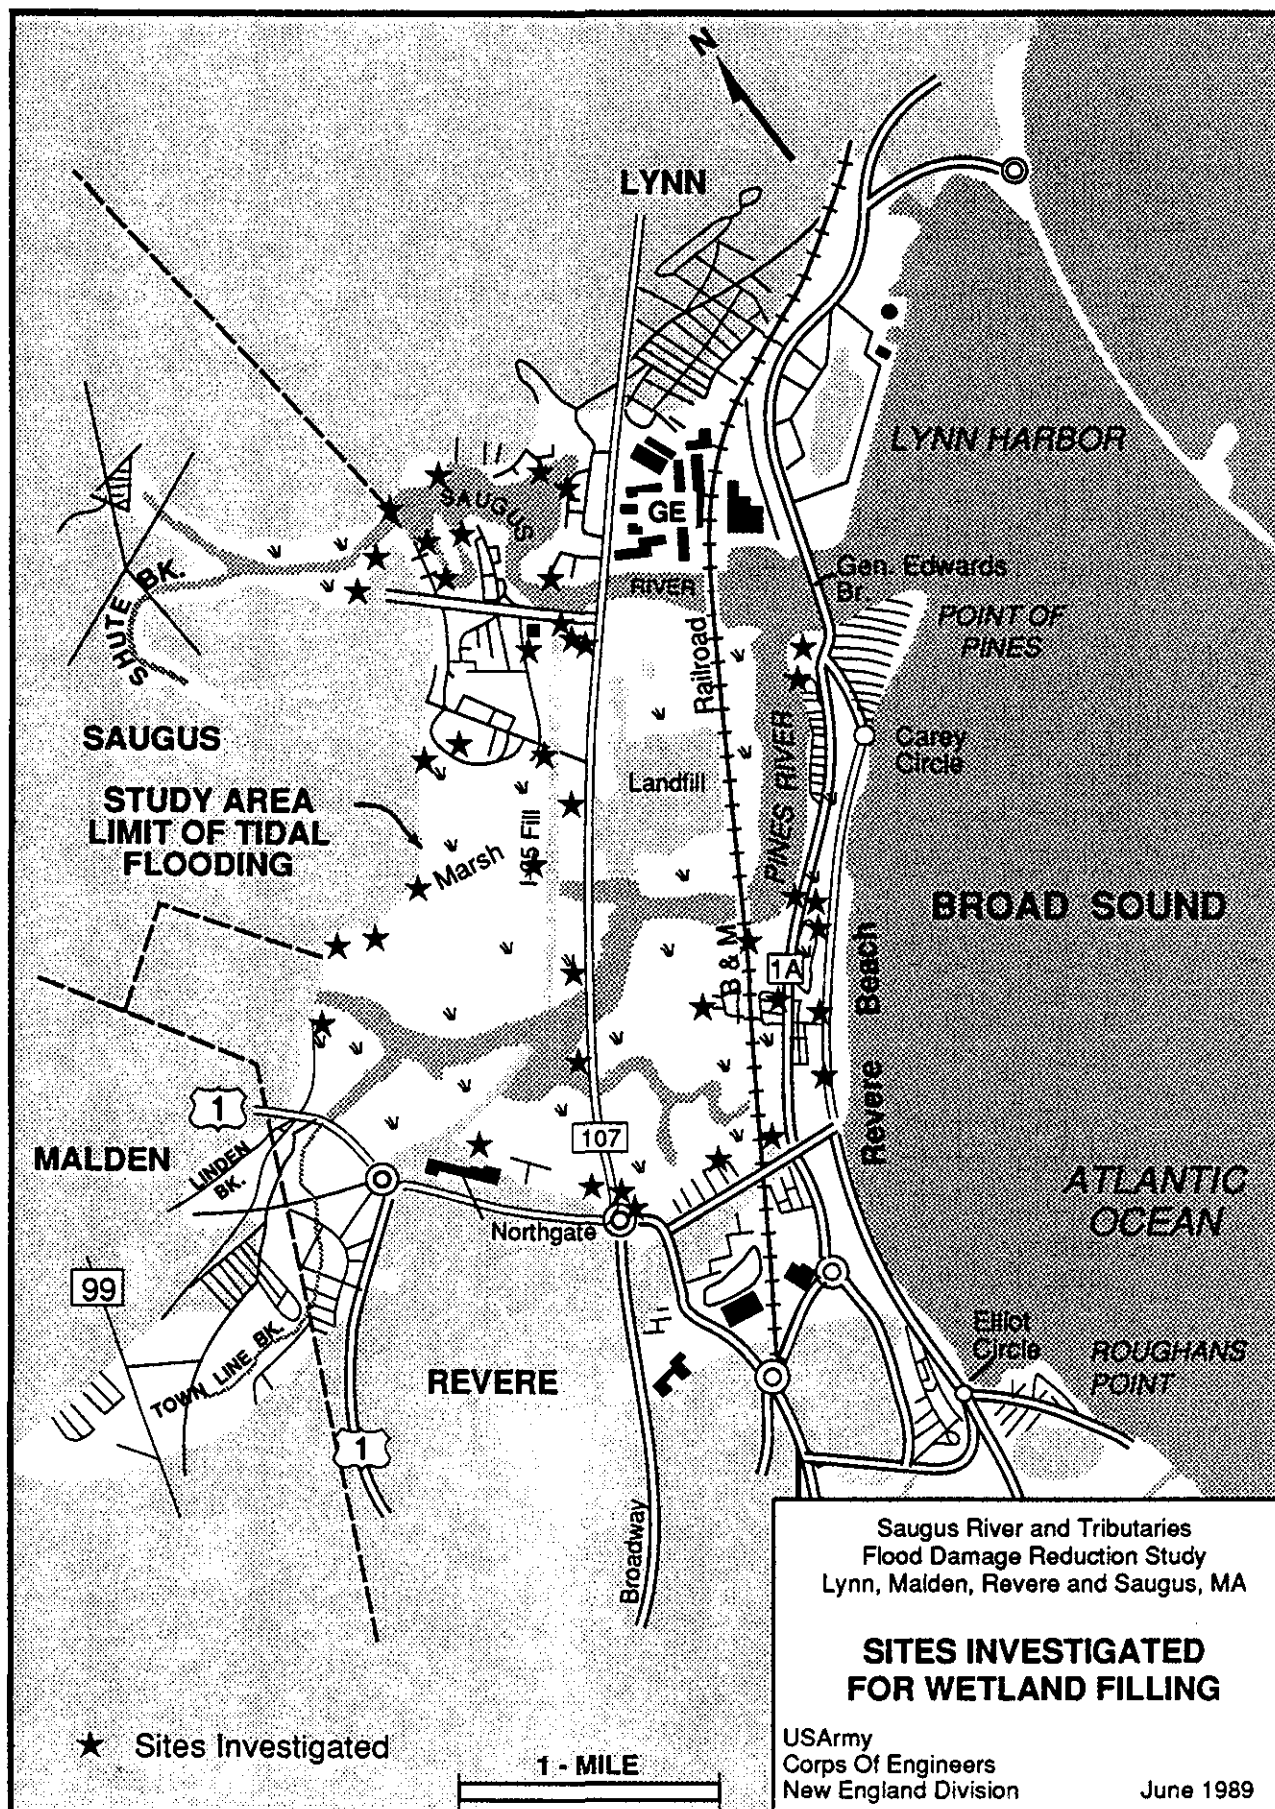 N
LYNN
LYNN HARBOR
SAUGUS
GE
RIVER
Gen. Edwards
Br.
POINT OF
PINES
SHUTE BK.
Railroad
SAUGUS
PINES RIVER
Carey
Circle
Landfill
STUDY AREA
LIMIT OF TIDAL
FLOODING
I-95 Fill
Marsh
BROAD SOUND
B & M
1A
Revere Beach
1
107
MALDEN
LINDEN
BK.
ATLANTIC
OCEAN
Northgate
99
Elliot
Circle
ROUGHANS
POINT
TOWN LINE BK.
REVERE
1
Broadway
Saugus River and Tributaries
Flood Damage Reduction Study
Lynn, Malden, Revere and Saugus, MA
SITES INVESTIGATED
FOR WETLAND FILLING
Sites Investigated
1 - MILE
USArmy
Corps Of Engineers
New England Division June 1989